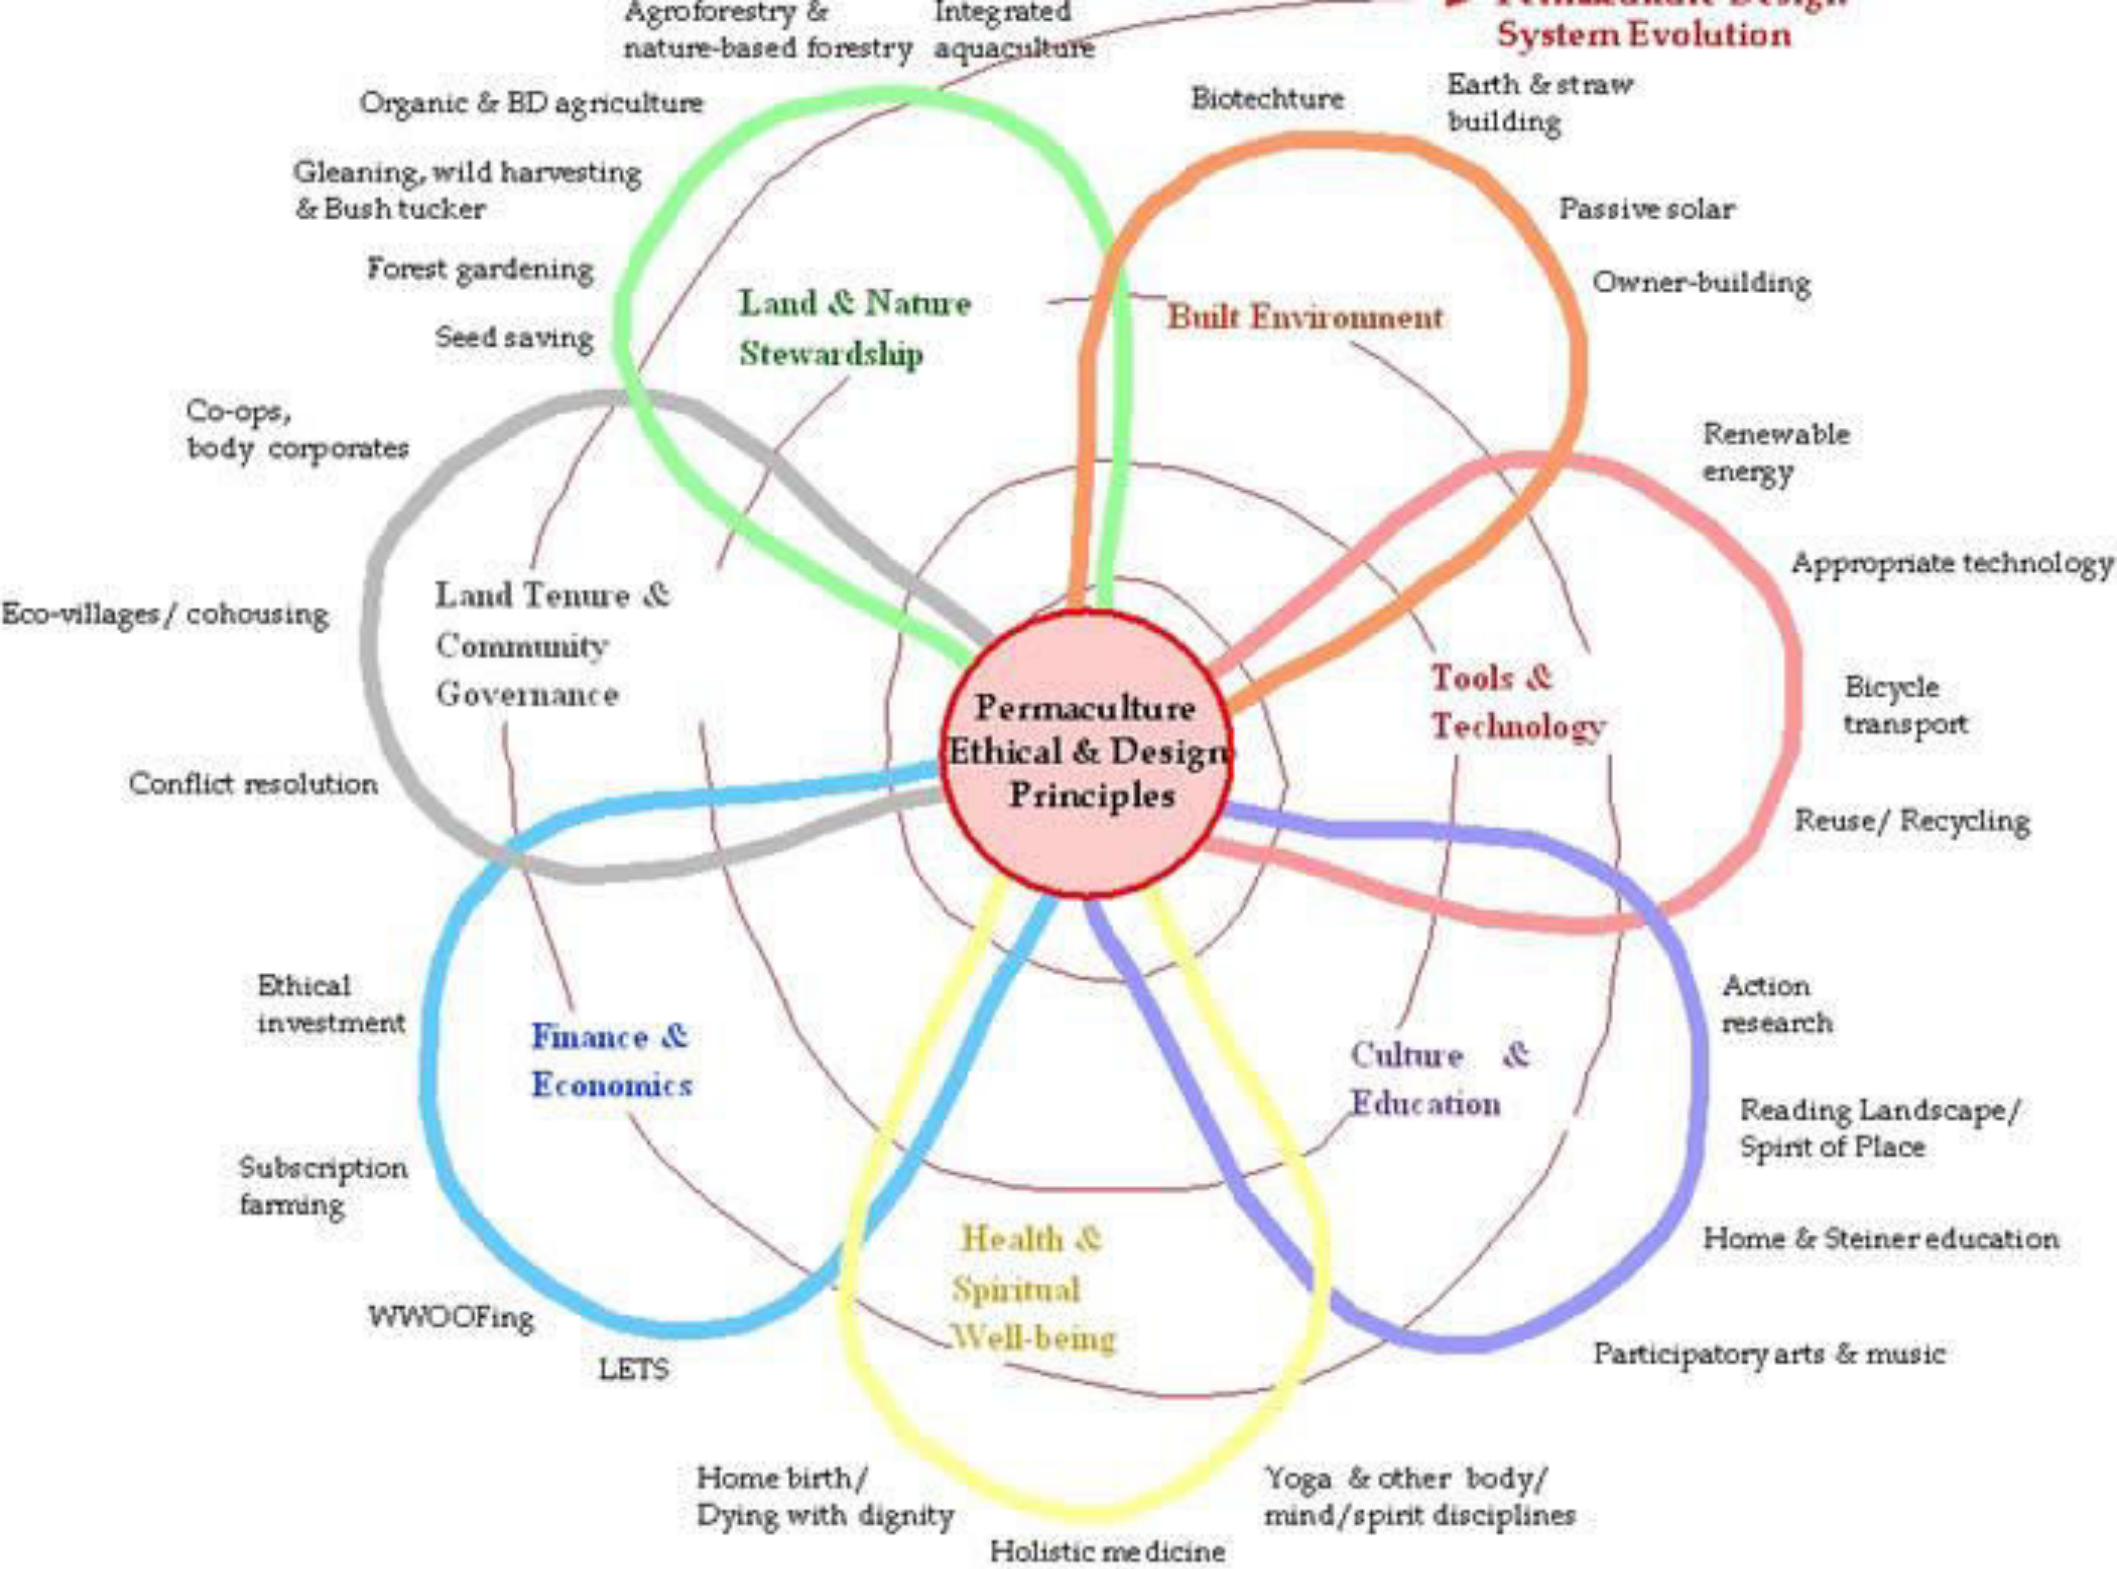 Agroforestry &
nature-based forestry
Integrated
aquaculture
Permaculture Design
System Evolution
Organic & BD agriculture
Biotechture
Earth & straw
building
Gleaning, wild harvesting
& Bush tucker
Passive solar
Forest gardening
Owner-building
Land & Nature
Stewardship
Built Environment
Seed saving
Co-ops,
body corporates
Renewable
energy
Appropriate technology
Eco-villages/ cohousing
Land Tenure &
Community
Governance
Tools &
Technology
Bicycle
transport
Permaculture
Ethical & Design
Principles
Conflict resolution
Reuse/ Recycling
Ethical
investment
Finance &
Economics
Culture &
Education
Action
research
Reading Landscape/
Spirit of Place
Subscription
farming
Health &
Spiritual
Well-being
Home & Steiner education
WWOOFing
LETS
Participatory arts & music
Home birth/
Dying with dignity
Yoga & other body/
mind/spirit disciplines
Holistic medicine